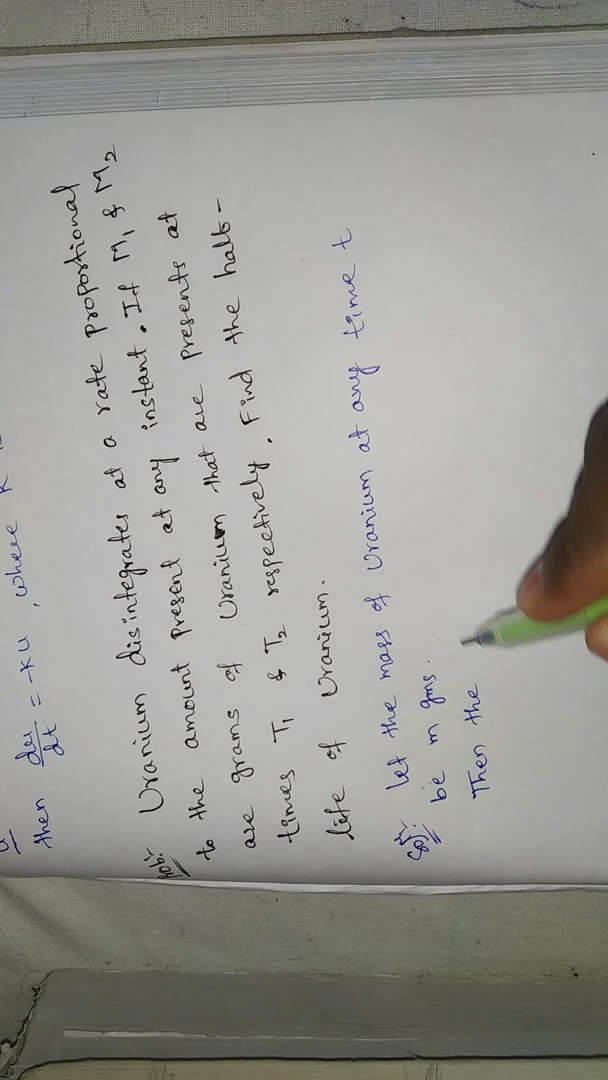 then du/dt = -KU, where K
Prob:- Uranium disintegrates at a rate proportional
to the amount present at any instant. If M1 & M2
are grams of Uranium that are presents at
times T1 & T2 respectively, Find the half-
life of Uranium.
Sol:- Let the mass of Uranium at any time t
be m gms.
Then the